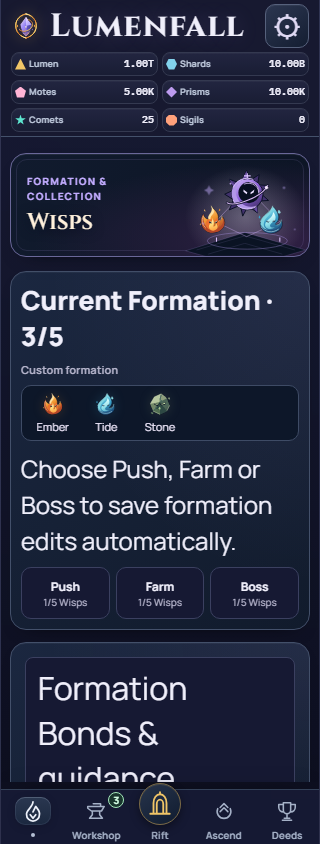 LUMENFALL
Lumen 1.00T
Shards 10.00B
Motes 5.00K
Prisms 10.00K
Comets 25
Sigils 0
FORMATION &
COLLECTION
WISPS
Current Formation ·
3/5
Custom formation
Ember Tide Stone
Choose Push, Farm or
Boss to save formation
edits automatically.
Push Farm Boss
1/5 Wisps 1/5 Wisps 1/5 Wisps
Formation
Bonds &
guidance
3
Workshop Rift Ascend Deeds